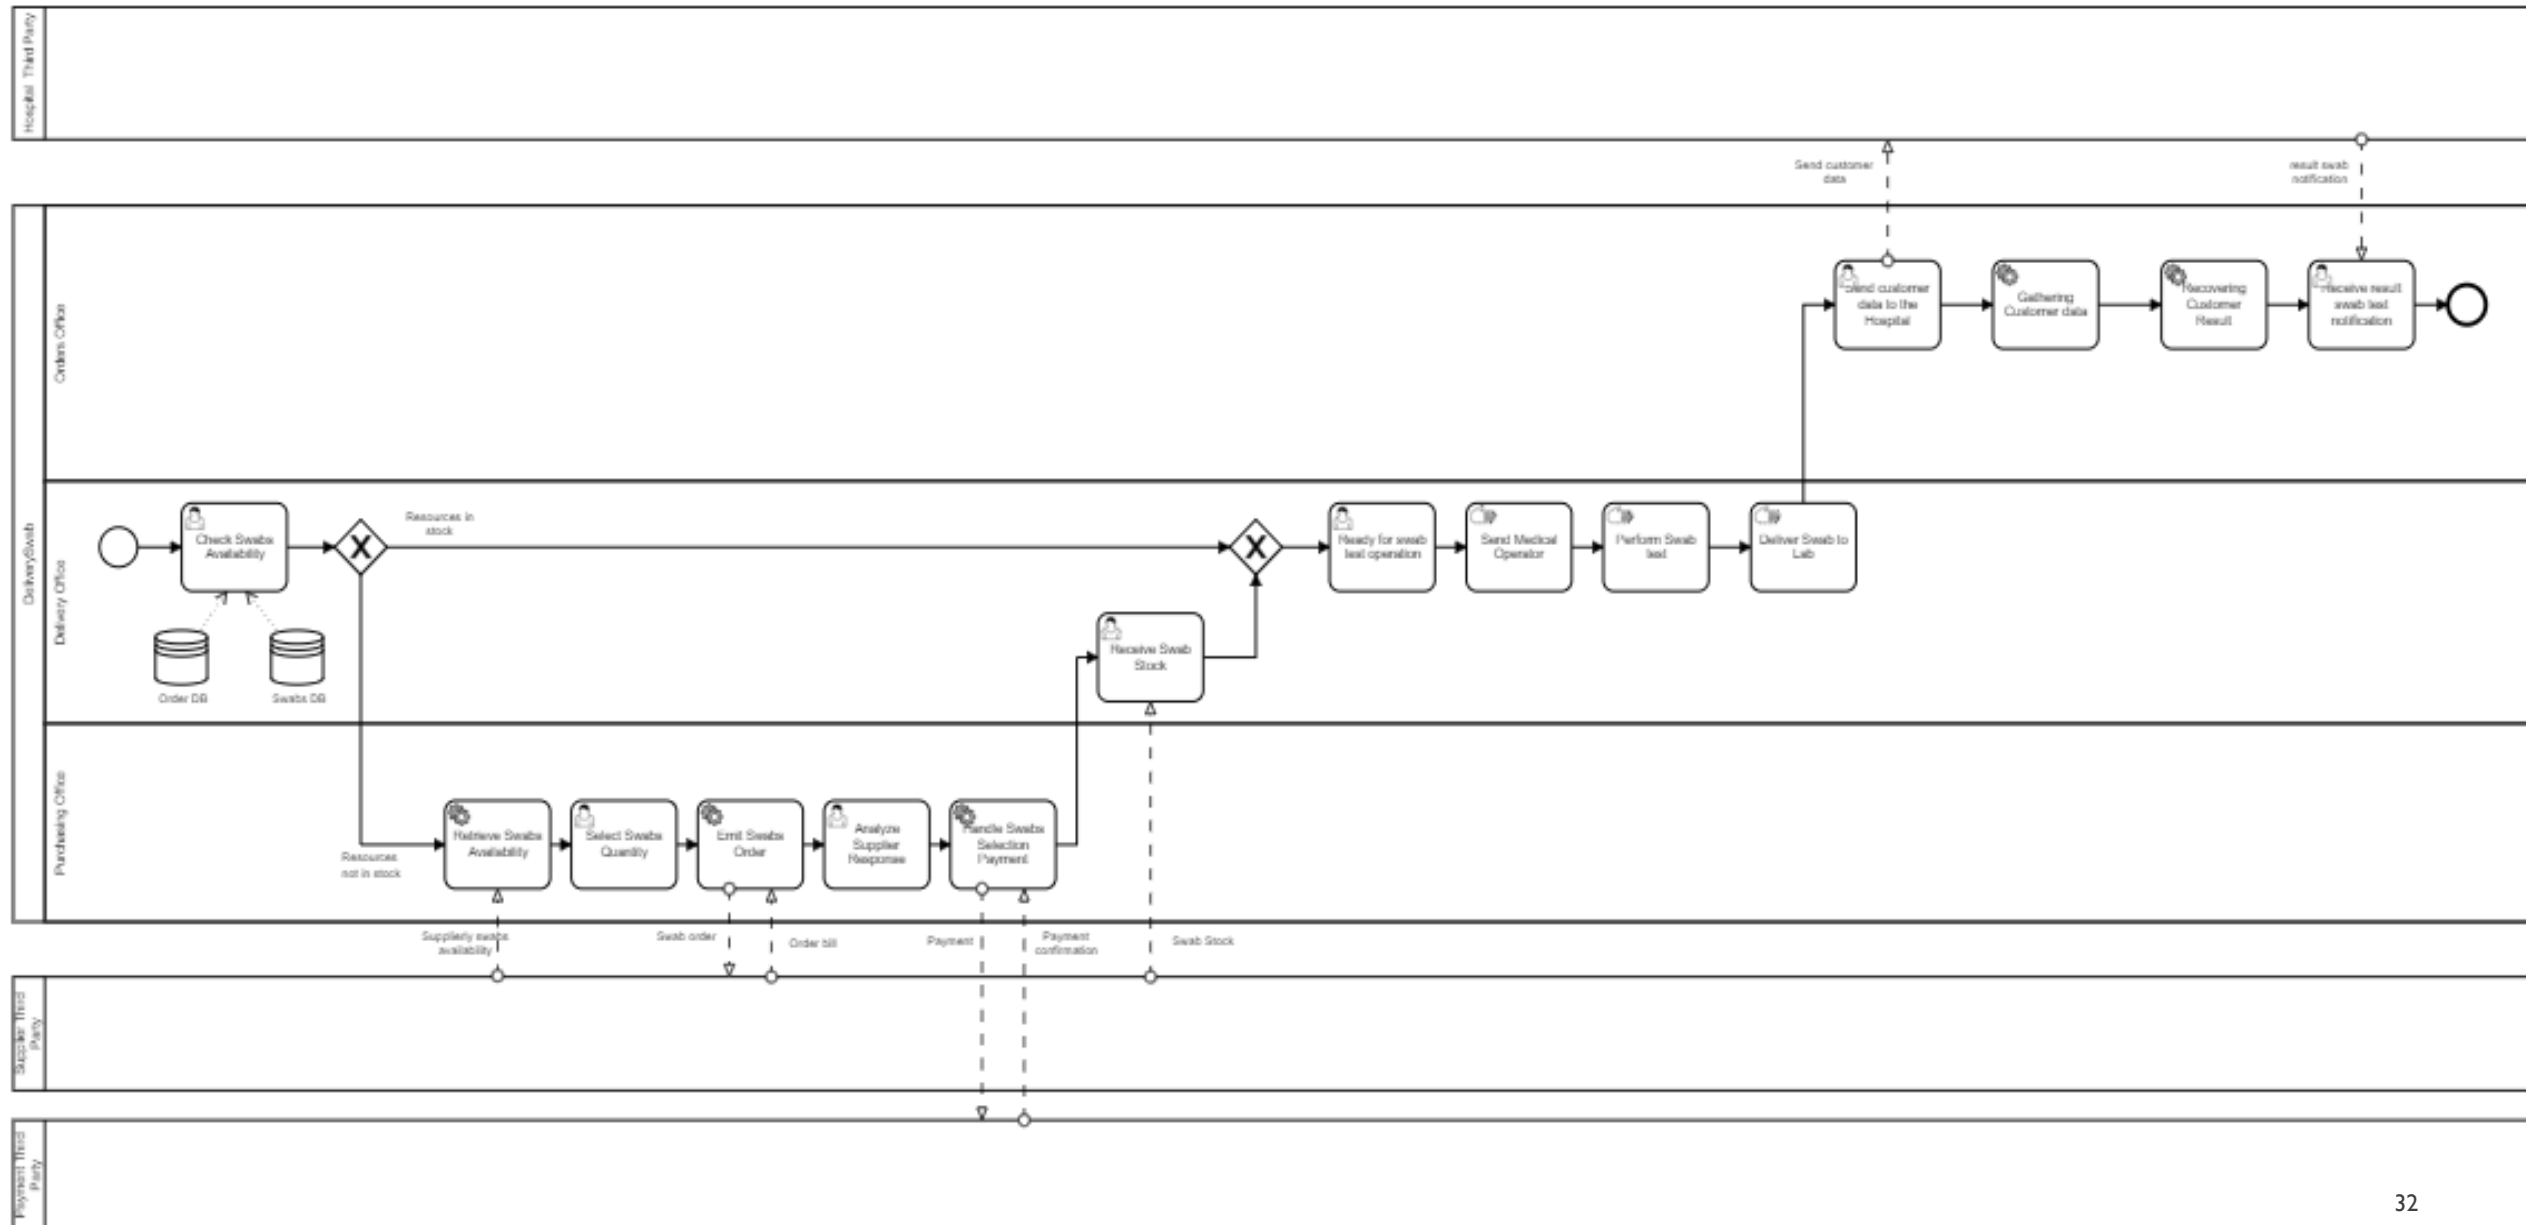 Hospital Third Party
Send customer
data
result swab
notification
DeliverySwab
Orders Office
Send customer
data to the
Hospital
Gathering
Customer data
Recovering
Customer
Result
Receive result
swab test
notification
Delivery Office
Check Swabs
Availability
Order DB
Swabs DB
Resources in
stock
Receive Swab
Stock
Ready for swab
test operation
Send Medical
Operator
Perform Swab
test
Deliver Swab to
Lab
Purchasing Office
Resources
not in stock
Retrieve Swabs
Availability
Select Swabs
Quantity
Emit Swabs
Order
Analyze
Supplier
Response
Handle Swabs
Selection
Payment
Supplierly swabs
availability
Swab order
Order bill
Payment
Payment
confirmation
Swab Stock
Supplier Third
Party
Payment Third
Party
32